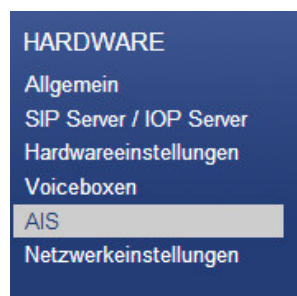 HARDWARE
Allgemein
SIP Server / IOP Server
Hardwareeinstellungen
Voiceboxen
AIS
Netzwerkeinstellungen